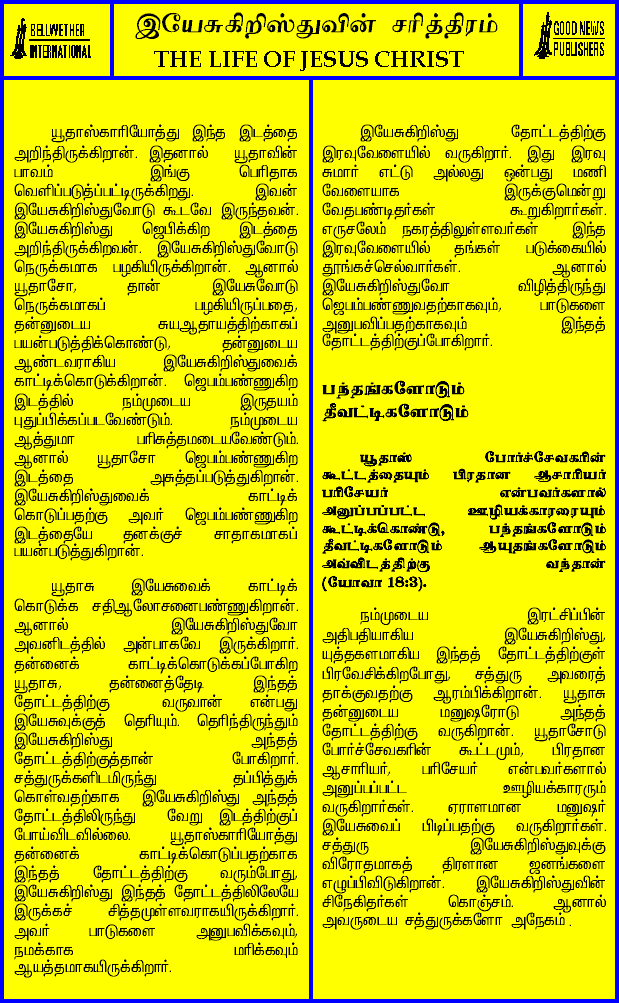 BELLWETHER
INTERNATIONAL
இயேசுகிறிஸ்துவின் சரித்திரம்
THE LIFE OF JESUS CHRIST
GOOD NEWS
PUBLISHERS
யூதாஸ்காரியோத்து இந்த இடத்தை
அறிந்திருக்கிறான். இதனால் யூதாவின்
பாவம் இங்கு பெரிதாக
வெளிப்படுத்தப்பட்டிருக்கிறது. இவன்
இயேசுகிறிஸ்துவோடு கூடவே இருந்தவன்.
இயேசுகிறிஸ்து ஜெபிக்கிற இடத்தை
அறிந்திருக்கிறவன். இயேசுகிறிஸ்துவோடு
நெருக்கமாக பழகியிருக்கிறான். ஆனால்
யூதாசோ, தான் இயேசுவோடு
நெருக்கமாகப் பழகியிருப்பதை,
தன்னுடைய சுயஆதாயத்திற்காகப்
பயன்படுத்திக்கொண்டு, தன்னுடைய
ஆண்டவராகிய இயேசுகிறிஸ்துவைக்
காட்டிக்கொடுக்கிறான். ஜெபம்பண்ணுகிற
இடத்தில் நம்முடைய இருதயம்
புதுப்பிக்கப்படவேண்டும். நம்முடைய
ஆத்துமா பரிசுத்தமடையவேண்டும்.
ஆனால் யூதாசோ ஜெபம்பண்ணுகிற
இடத்தை அசுத்தப்படுத்துகிறான்.
இயேசுகிறிஸ்துவைக் காட்டிக்
கொடுப்பதற்கு அவர் ஜெபம்பண்ணுகிற
இடத்தையே தனக்குச் சாதாகமாகப்
பயன்படுத்துகிறான்.
யூதாசு இயேசுவைக் காட்டிக்
கொடுக்க சதிஆலோசனைபண்ணுகிறான்.
ஆனால் இயேசுகிறிஸ்துவோ
அவனிடத்தில் அன்பாகவே இருக்கிறார்.
தன்னைக் காட்டிக்கொடுக்கப்போகிற
யூதாசு, தன்னைத்தேடி இந்தத்
தோட்டத்திற்கு வருவான் என்பது
இயேசுவுக்குத் தெரியும். தெரிந்திருந்தும்
இயேசுகிறிஸ்து அந்தத்
தோட்டத்திற்குத்தான் போகிறார்.
சத்துருக்களிடமிருந்து தப்பித்துக்
கொள்வதற்காக இயேசுகிறிஸ்து அந்தத்
தோட்டத்திலிருந்து வேறு இடத்திற்குப்
போய்விடவில்லை. யூதாஸ்காரியோத்து
தன்னைக் காட்டிக்கொடுப்பதற்காக
இந்தத் தோட்டத்திற்கு வரும்போது,
இயேசுகிறிஸ்து இந்தத் தோட்டத்திலிலேயே
இருக்கச் சித்தமுள்ளவராகயிருக்கிறார்.
அவர் பாடுகளை அனுபவிக்கவும்,
நமக்காக மரிக்கவும்
ஆயத்தமாகயிருக்கிறார்.
இயேசுகிறிஸ்து தோட்டத்திற்கு
இரவுவேளையில் வருகிறார். இது இரவு
சுமார் எட்டு அல்லது ஒன்பது மணி
வேளையாக இருக்குமென்று
வேதபண்டிதர்கள் கூறுகிறார்கள்.
எருசலேம் நகரத்திலுள்ளவர்கள் இந்த
இரவுவேளையில் தங்கள் படுக்கையில்
தூங்கச்செல்வார்கள். ஆனால்
இயேசுகிறிஸ்துவோ விழித்திருந்து
ஜெபம்பண்ணுவதற்காகவும், பாடுகளை
அனுபவிப்பதற்காகவும் இந்தத்
தோட்டத்திற்குப்போகிறார்.
பந்தங்களோடும்
தீவட்டிகளோடும்
யூதாஸ் போர்ச்சேவகரின்
கூட்டத்தையும் பிரதான ஆசாரியர்
பரிசேயர் என்பவர்களால்
அனுப்பப்பட்ட ஊழியக்காரரையும்
கூட்டிக்கொண்டு, பந்தங்களோடும்
தீவட்டிகளோடும் ஆயுதங்களோடும்
அவ்விடத்திற்கு வந்தான்
(யோவா 18:3).
நம்முடைய இரட்சிப்பின்
அதிபதியாகிய இயேசுகிறிஸ்து,
யுத்தகளமாகிய இந்தத் தோட்டத்திற்குள்
பிரவேசிக்கிறபோது, சத்துரு அவரைத்
தாக்குவதற்கு ஆரம்பிக்கிறான். யூதாசு
தன்னுடைய மனுஷரோடு அந்தத்
தோட்டத்திற்கு வருகிறான். யூதாசோடு
போர்ச்சேவகரின் கூட்டமும், பிரதான
ஆசாரியர், பரிசேயர் என்பவர்களால்
அனுப்பப்பட்ட ஊழியக்காரரும்
வருகிறார்கள். ஏராளமான மனுஷர்
இயேசுவைப் பிடிப்பதற்கு வருகிறார்கள்.
சத்துரு இயேசுகிறிஸ்துவுக்கு
விரோதமாகத் திரளான ஜனங்களை
எழுப்பிவிடுகிறான். இயேசுகிறிஸ்துவின்
சிநேகிதர்கள் கொஞ்சம். ஆனால்
அவருடைய சத்துருக்களோ அநேகம் .